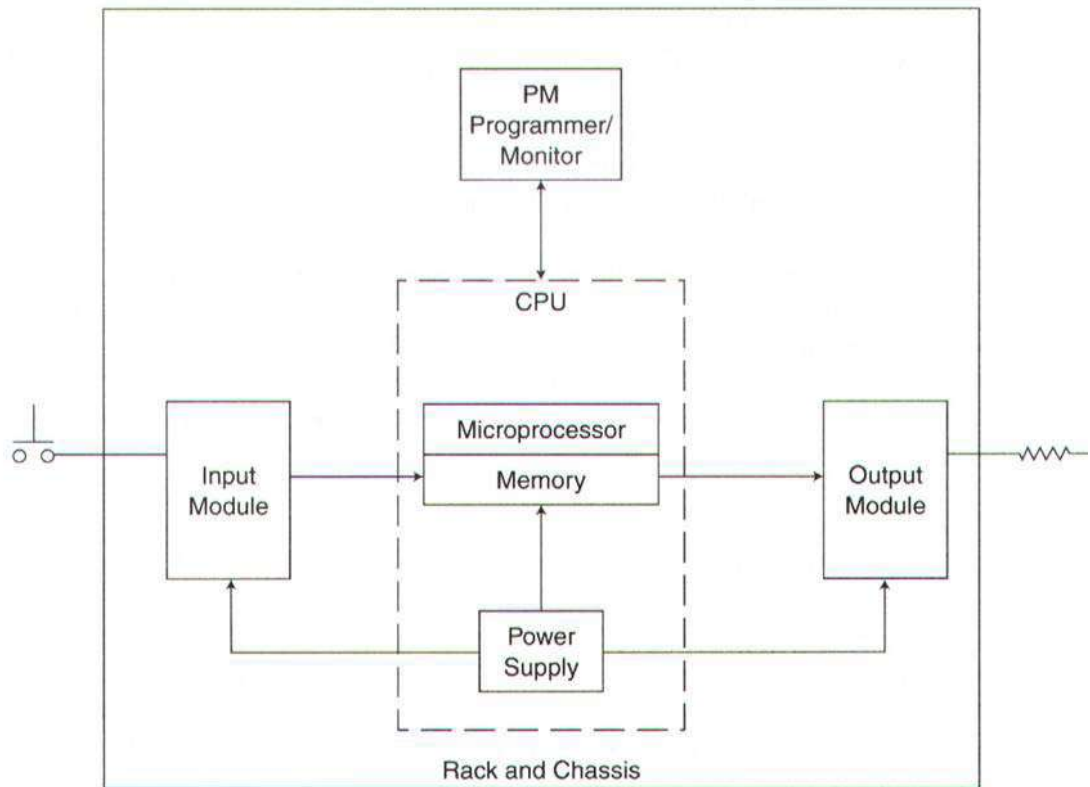 PM
Programmer/
Monitor
CPU
Microprocessor
Memory
Input
Module
Output
Module
Power
Supply
Rack and Chassis